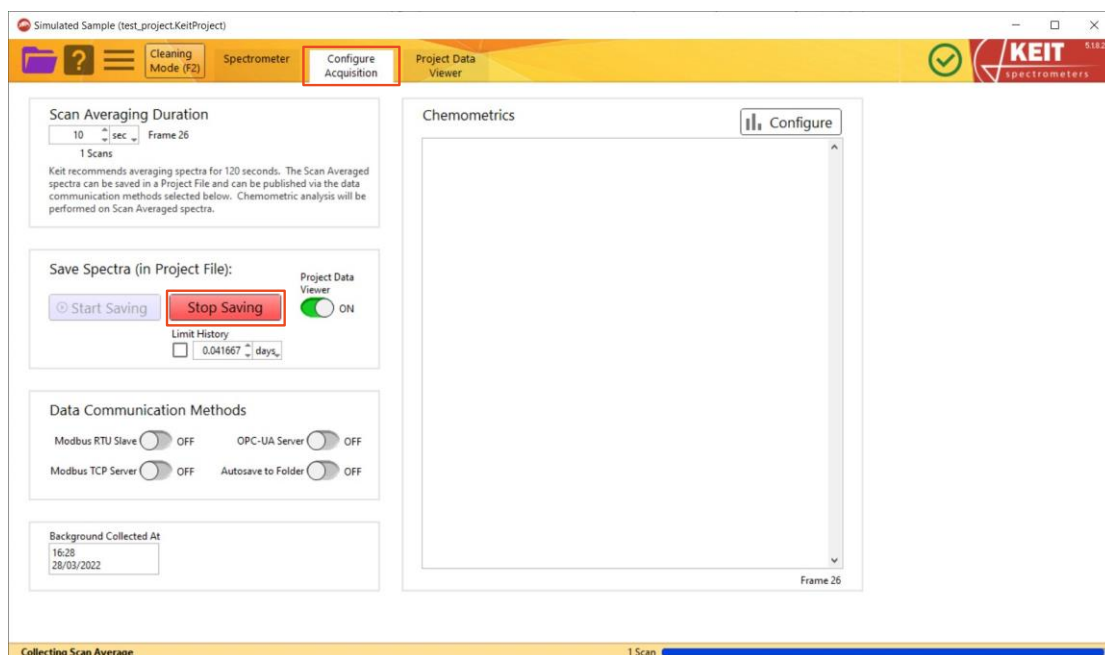 Simulated Sample (test_project.KeitProject)
?
Cleaning
Mode (F2)
Spectrometer
Configure
Acquisition
Project Data
Viewer
KEIT
spectrometers
5.1.8.2
Scan Averaging Duration
10 sec Frame 26
1 Scans
Keit recommends averaging spectra for 120 seconds. The Scan Averaged
spectra can be saved in a Project File and can be published via the data
communication methods selected below. Chemometric analysis will be
performed on Scan Averaged spectra.
Save Spectra (in Project File):
Project Data
Viewer
Start Saving
Stop Saving
ON
Limit History
0.041667 days
Data Communication Methods
Modbus RTU Slave OFF OPC-UA Server OFF
Modbus TCP Server OFF Autosave to Folder OFF
Background Collected At
16:28
28/03/2022
Chemometrics
Configure
Frame 26
Collecting Scan Average
1 Scan